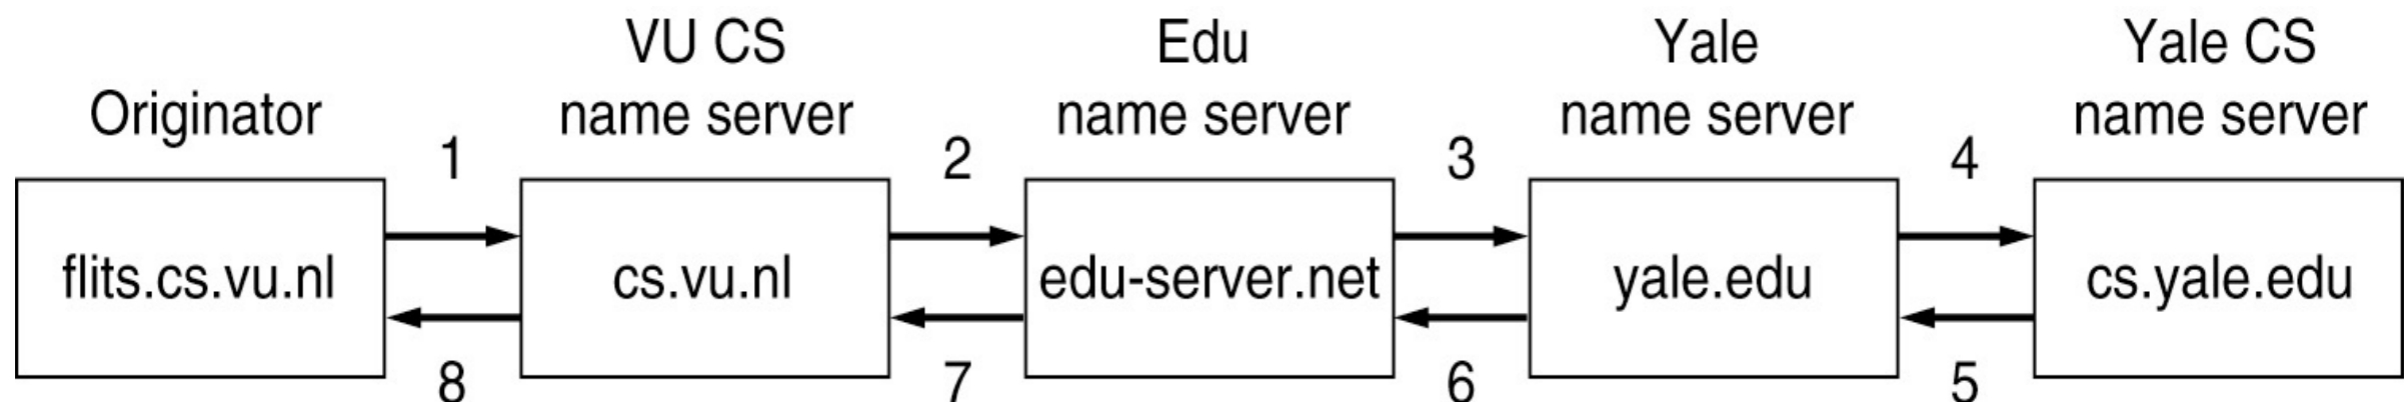 Originator
VU CS
name server
Edu
name server
Yale
name server
Yale CS
name server
1
2
3
4
flits.cs.vu.nl
cs.vu.nl
edu-server.net
yale.edu
cs.yale.edu
8
7
6
5